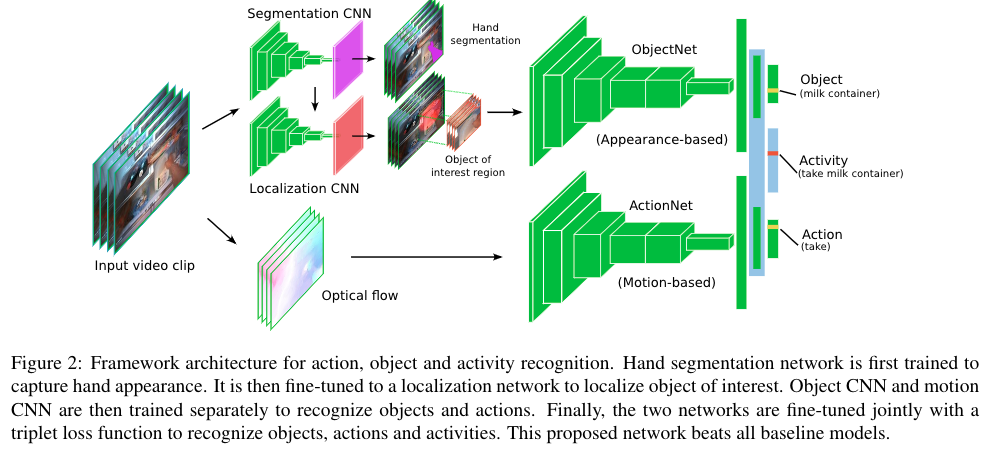 Segmentation CNN
Hand
segmentation
ObjectNet
(Appearance-based)
Object
(milk container)
Activity
(take milk container)
Action
(take)
Object of
interest region
Localization CNN
Input video clip
Optical flow
ActionNet
(Motion-based)
Figure 2: Framework architecture for action, object and activity recognition. Hand segmentation network is first trained to
capture hand appearance. It is then fine-tuned to a localization network to localize object of interest. Object CNN and motion
CNN are then trained separately to recognize objects and actions. Finally, the two networks are fine-tuned jointly with a
triplet loss function to recognize objects, actions and activities. This proposed network beats all baseline models.